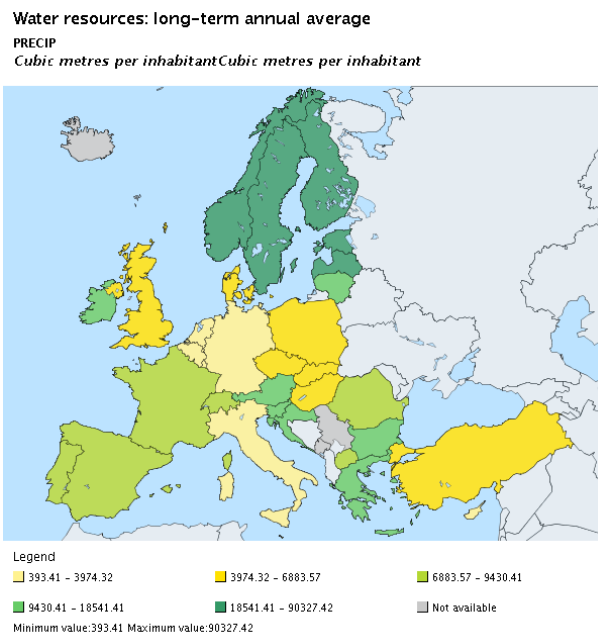 Water resources: long-term annual average
PRECIP
Cubic metres per inhabitantCubic metres per inhabitant
Legend
393.41 - 3974.32 3974.32 - 6883.57 6883.57 - 9430.41
9430.41 - 18541.41 18541.41 - 90327.42 Not available
Minimum value:393.41 Maximum value:90327.42